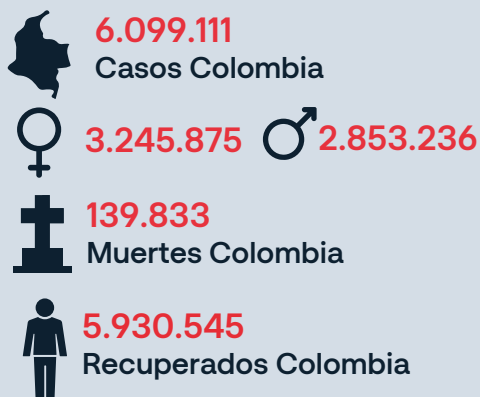 6.099.111
Casos Colombia
3.245.875 2.853.236
139.833
Muertes Colombia
5.930.545
Recuperados Colombia